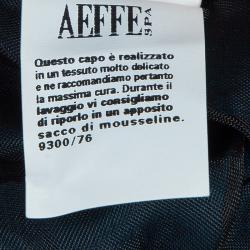 AEFFE SPA
Questo capo è realizzato
in un tessuto molto delicato
e ne raccomandiamo pertanto
la massima cura. Durante il
lavaggio vi consigliamo
di riporlo in un apposito
sacco di mousseline.
9300/76